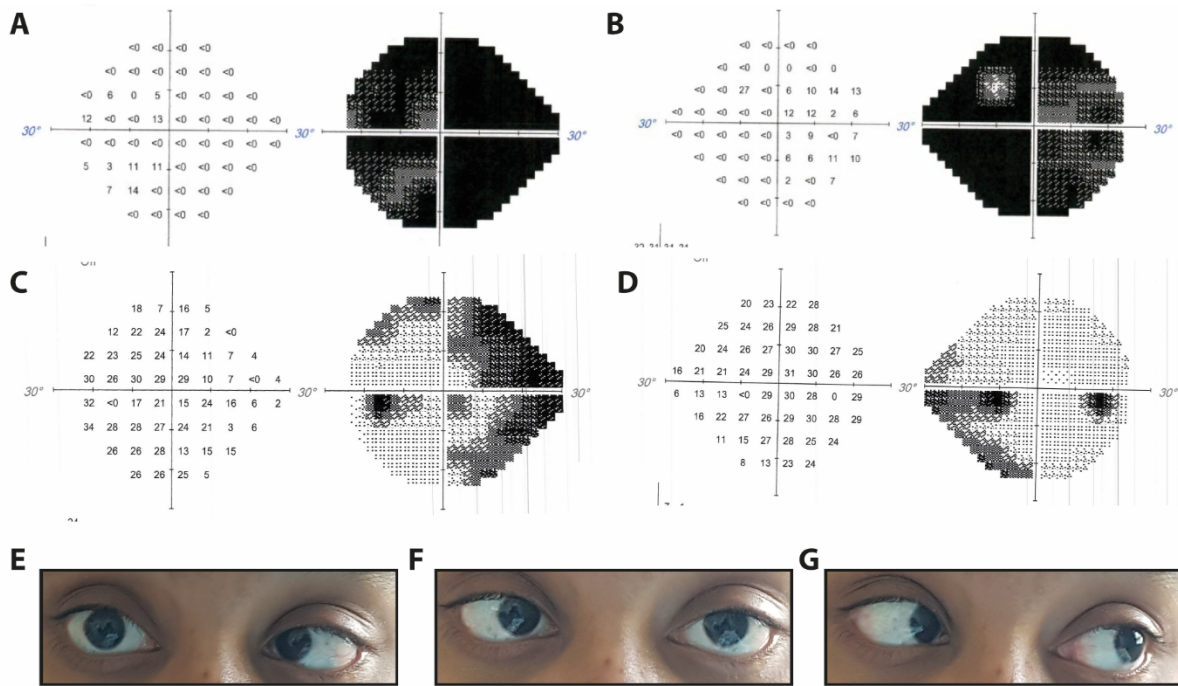 A
<0 <0 <0 <0
<0 <0 <0 <0 <0 <0
<0 6 0 5 <0 <0 <0 <0
12 <0 <0 13 <0 <0 <0 <0 <0
30° 30°
<0 <0 <0 <0 <0 <0 <0 <0 <0
5 3 11 11 <0 <0 <0 <0
7 14 <0 <0 <0 <0
<0 <0 <0 <0
B
<0 <0 <0 <0
<0 <0 0 0 <0 0
<0 <0 27 <0 6 10 14 13
<0 <0 <0 <0 <0 12 12 2 6
30° 30° 30°
<0 <0 <0 <0 <0 3 9 <0 7
<0 <0 <0 <0 6 6 11 10
<0 <0 <0 2 <0 7
<0 <0 <0 <0
C
18 7 16 5
12 22 24 17 2 <0
22 23 25 24 14 11 7 4
30 26 30 29 29 10 7 <0 4
30° 30°
32 <0 17 21 15 24 16 6 2
34 28 28 27 24 21 3 6
26 26 28 13 15 15
26 26 25 5
D
20 23 22 28
25 24 26 29 28 21
20 24 26 27 30 30 27 25
16 21 21 24 29 31 30 26 26
30° 30° 30°
6 13 13 <0 29 30 28 0 29
16 22 27 26 29 30 28 29
11 15 27 28 25 24
8 13 23 24
E
F
G